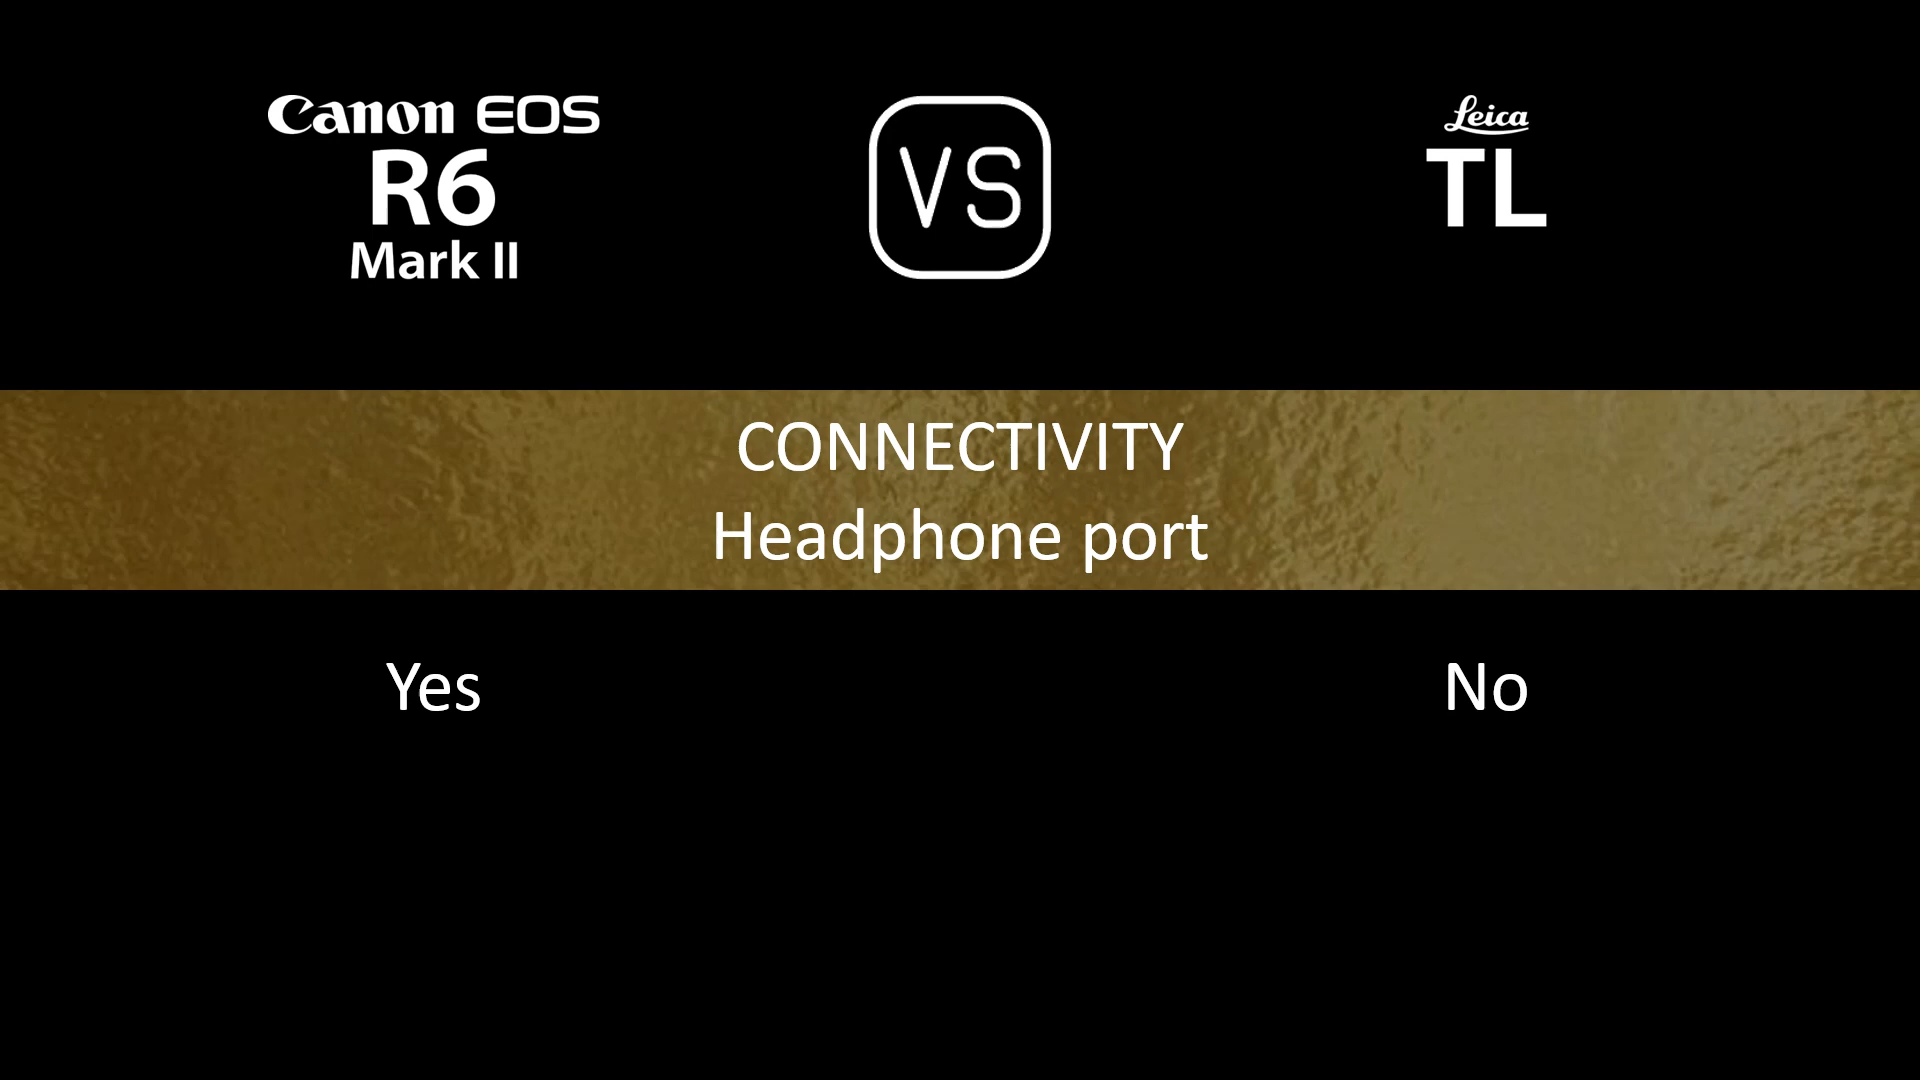 Canon EOS
R6
Mark II
VS
Leica
TL
CONNECTIVITY
Headphone port
Yes
No